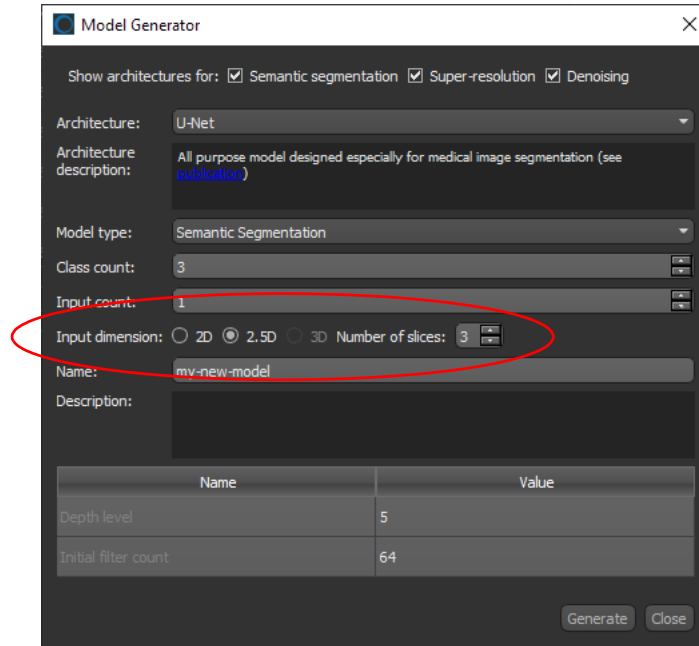 Model Generator
Show architectures for: Semantic segmentation Super-resolution Denoising
Architecture: U-Net
Architecture description: All purpose model designed especially for medical image segmentation (see
publication)
Model type: Semantic Segmentation
Class count: 3
Input count: 1
Input dimension: 2D 2.5D 3D Number of slices: 3
Name: my-new-model
Description:
Name Value
Depth level 5
Initial filter count 64
Generate Close